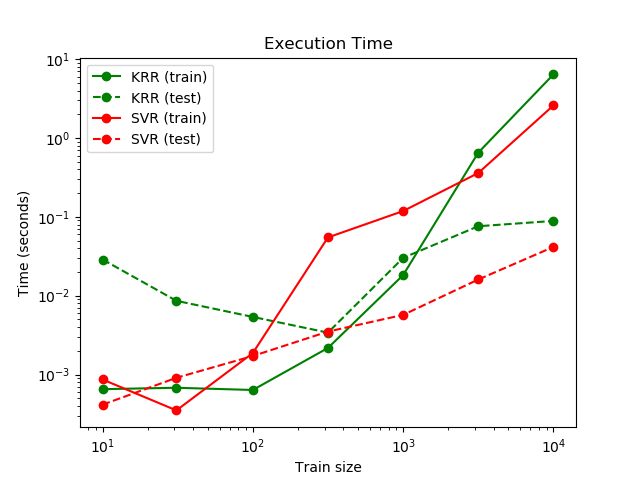 Execution Time
KRR (train)
KRR (test)
SVR (train)
SVR (test)
Time (seconds)
10¹
10⁰
10⁻¹
10⁻²
10⁻³
10¹
10²
10³
10⁴
Train size